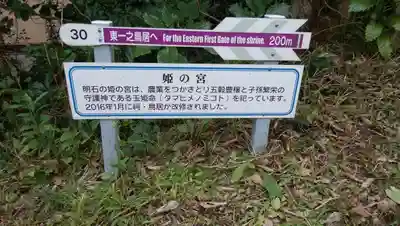 30 東一之鳥居へ For the Eastern First Gate of the shrine. 200m
姫の宮
明石の姫の宮は、農業をつかさどり五穀豊穣と子孫繁栄の
守護神である玉姫命（タマヒメノミコト）を祀っています。
2016年1月に祠・鳥居が改修されました。